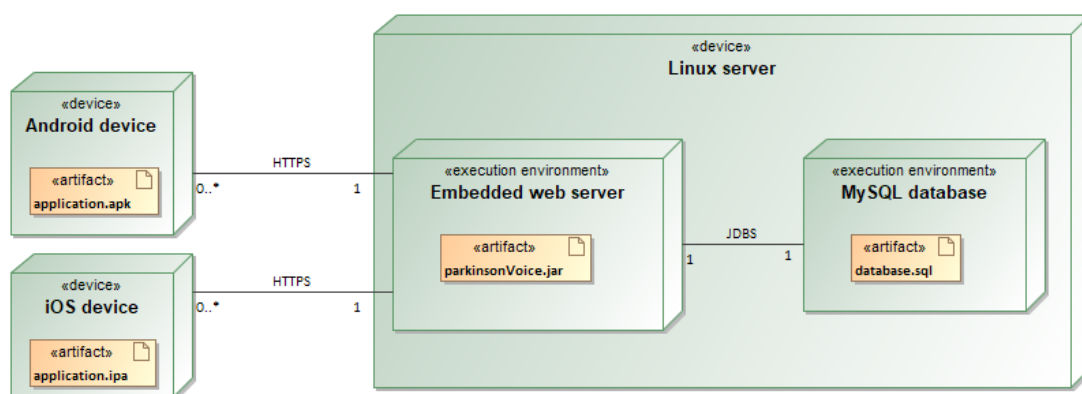 «device»
Linux server
«device»
Android device
«artifact»
application.apk
HTTPS
0..*
1
«execution environment»
Embedded web server
«artifact»
parkinsonVoice.jar
JDBS
1
1
«execution environment»
MySQL database
«artifact»
database.sql
«device»
iOS device
«artifact»
application.ipa
HTTPS
0..*
1